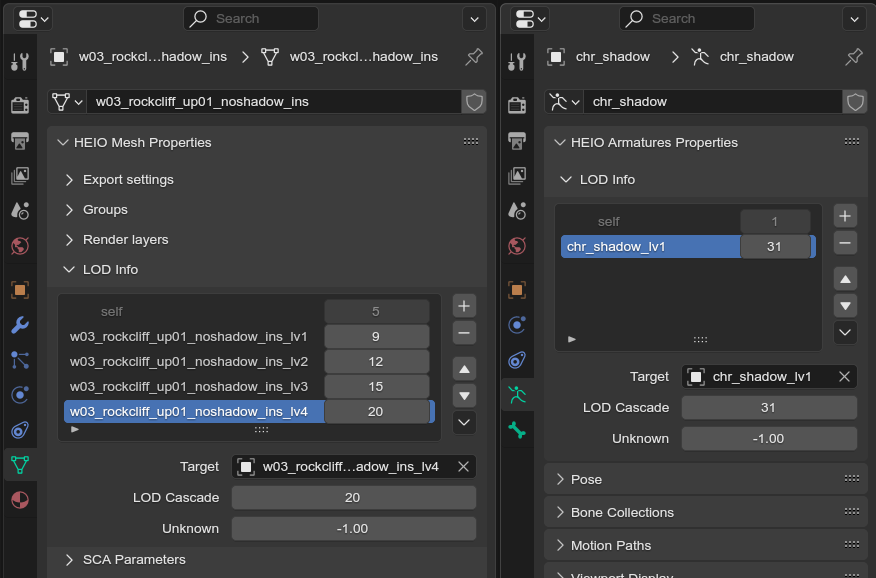 Search
w03_rockcl...hadow_ins
w03_rockcl...hadow_ins
w03_rockcliff_up01_noshadow_ins
HEIO Mesh Properties
Export settings
Groups
Render layers
LOD Info
self 5
w03_rockcliff_up01_noshadow_ins_lv1 9
w03_rockcliff_up01_noshadow_ins_lv2 12
w03_rockcliff_up01_noshadow_ins_lv3 15
w03_rockcliff_up01_noshadow_ins_lv4 20
Target w03_rockcliff...adow_ins_lv4
LOD Cascade 20
Unknown -1.00
SCA Parameters
Search
chr_shadow
chr_shadow
chr_shadow
HEIO Armatures Properties
LOD Info
self 1
chr_shadow_lv1 31
Target chr_shadow_lv1
LOD Cascade 31
Unknown -1.00
Pose
Bone Collections
Motion Paths
Viewport Display